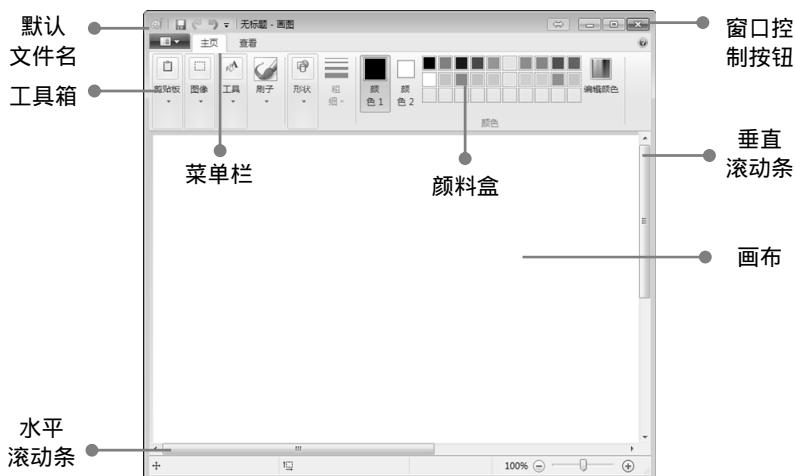 默认
文件名
工具箱
水平
滚动条
无标题 - 画图
主页 查看
剪贴板 图像 工具 刷子 形状 粗
细 颜
色 1 颜
色 2 编辑颜色
颜色
菜单栏
颜料盒
100%
窗口控
制按钮
垂直
滚动条
画布